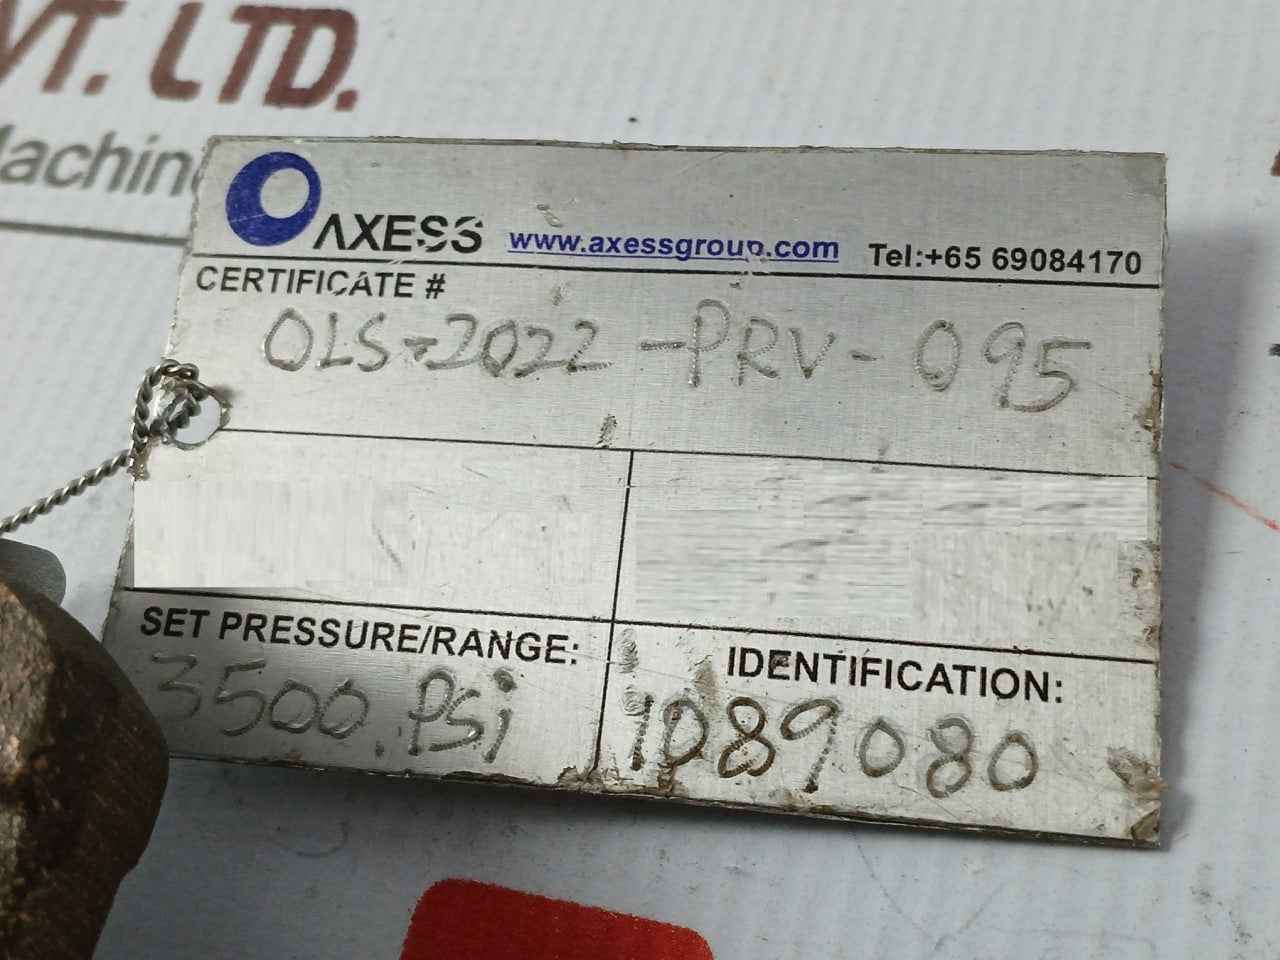 VT. LTD.
Machin
AXESS www.axessgroup.com Tel:+65 69084170
CERTIFICATE #
OLS-2022-PRV-095
SET PRESSURE/RANGE:
3500.PSi
IDENTIFICATION:
1089080